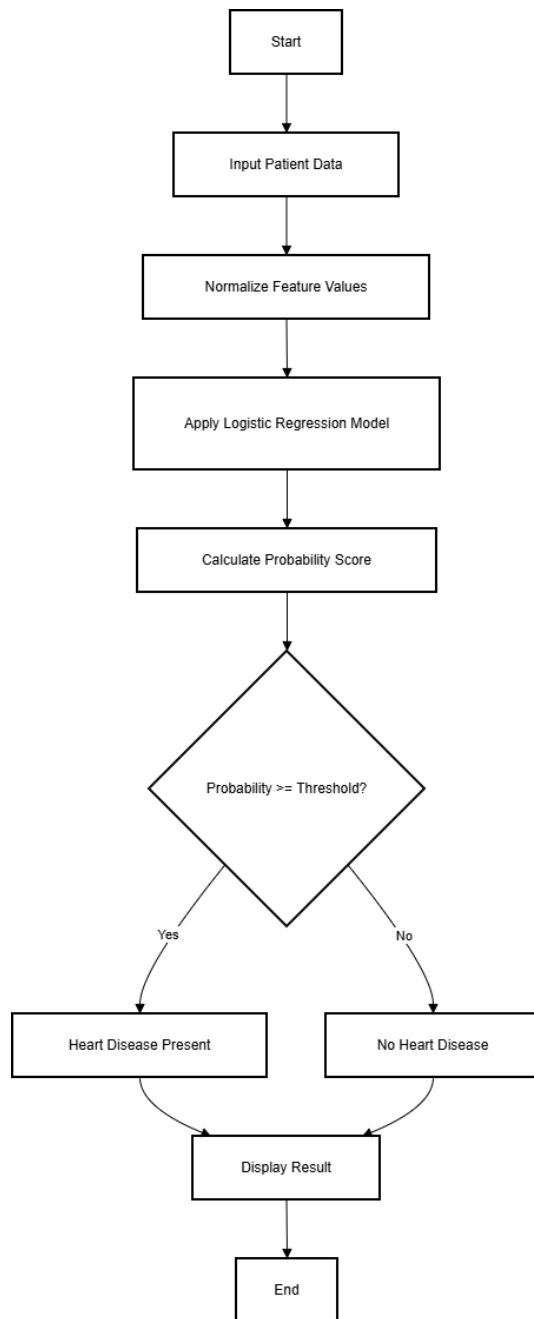 Start
Input Patient Data
Normalize Feature Values
Apply Logistic Regression Model
Calculate Probability Score
Probability >= Threshold?
Yes
No
Heart Disease Present
No Heart Disease
Display Result
End